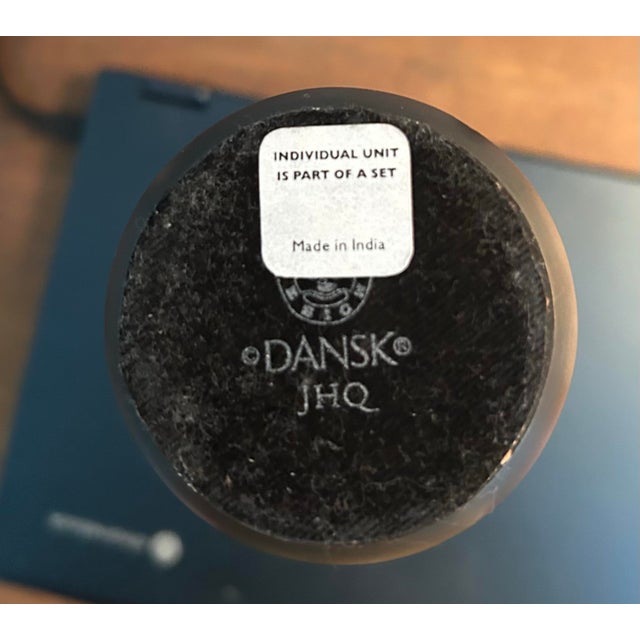 INDIVIDUAL UNIT
IS PART OF A SET
Made in India
©DANSK®
JHQ